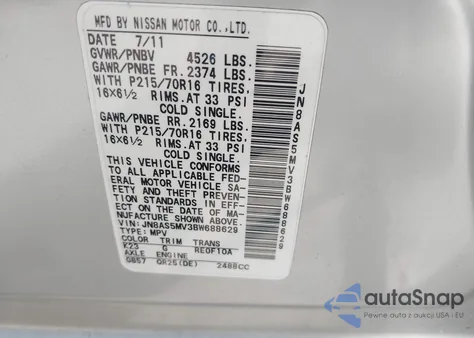 MFD BY NISSAN MOTOR CO.,LTD.
DATE 7/11
GVWR/PNBV 4526 LBS.
GAWR/PNBE FR. 2374 LBS.
WITH P215/70R16 TIRES,
16X6½ RIMS.AT 33 PSI
COLD SINGLE.
GAWR/PNBE RR. 2169 LBS.
WITH P215/70R16 TIRES,
16X6½ RIMS.AT 33 PSI
COLD SINGLE.
THIS VEHICLE CONFORMS
TO ALL APPLICABLE FED-
ERAL MOTOR VEHICLE SA-
FETY AND THEFT PREVEN-
TION STANDARDS IN EFF-
ECT ON THE DATE OF MA-
NUFACTURE SHOWN ABOVE
VIN:JN8AS5MV3BW688629
TYPE: MPV
COLOR TRIM TRANS
K23 G RE0F10A
AXLE ENGINE
GB57 QR25(DE) 2488CC
JN8AS5MV3BW688629
autoSnap
Pewne auta z aukcji USA i EU